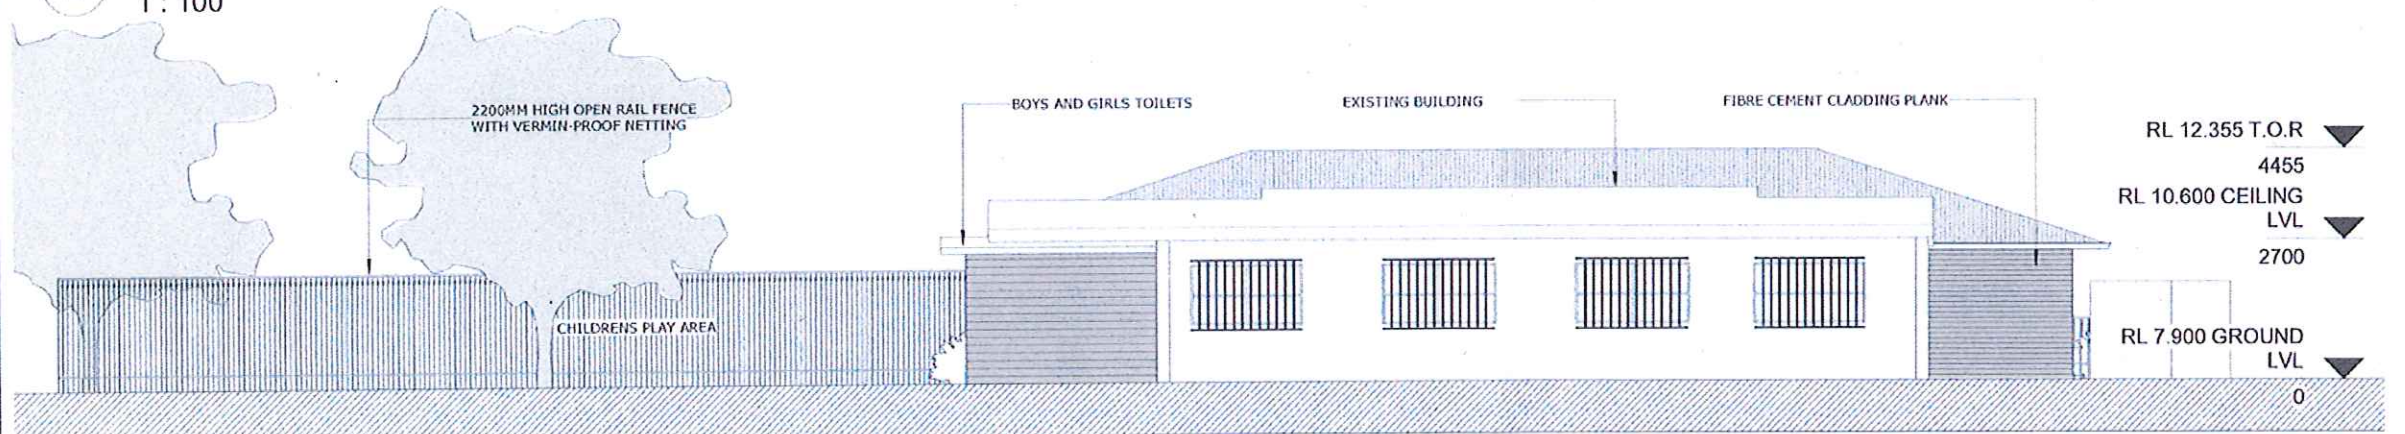 1 : 100
2200MM HIGH OPEN RAIL FENCE
WITH VERMIN-PROOF NETTING
BOYS AND GIRLS TOILETS
EXISTING BUILDING
FIBRE CEMENT CLADDING PLANK
RL 12.355 T.O.R
4455
RL 10.600 CEILING
LVL
2700
CHILDRENS PLAY AREA
RL 7.900 GROUND
LVL
0